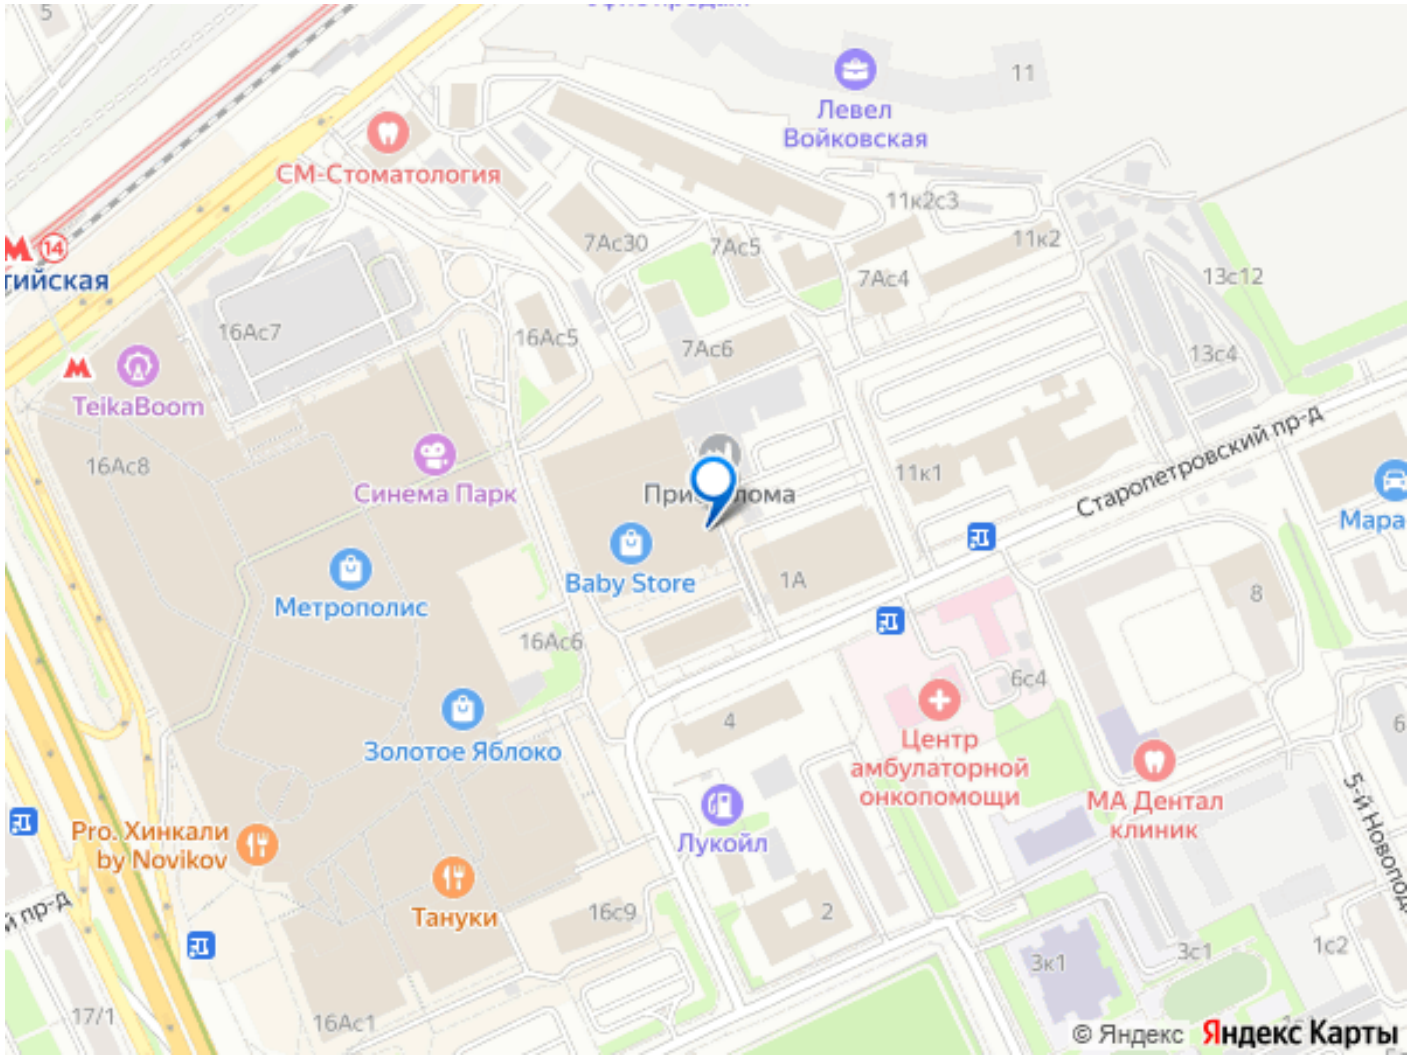 5
11
Левел
Войковская
СМ-Стоматология
11к2с3
7Ас30
7Ас5
11к2
14
тийская
7Ас4
13с12
16Ас7
16Ас5
7Ас6
13с4
TeikaBoom
Старопетровский пр-д
16Ас8
11к1
Синема Парк
Мара
Baby Store
1А
Метрополис
8
16Ас6
6с4
4
6
Золотое Яблоко
Центр
амбулаторной
онкопомощи
МА Дентал
клиник
5-й Новопод
Лукойл
Pro. Хинкали
by Novikov
й пр-д
Тануки
16с9
2
3к1
3с1
1с2
17/1
16Ас1
© Яндекс Яндекс Карты